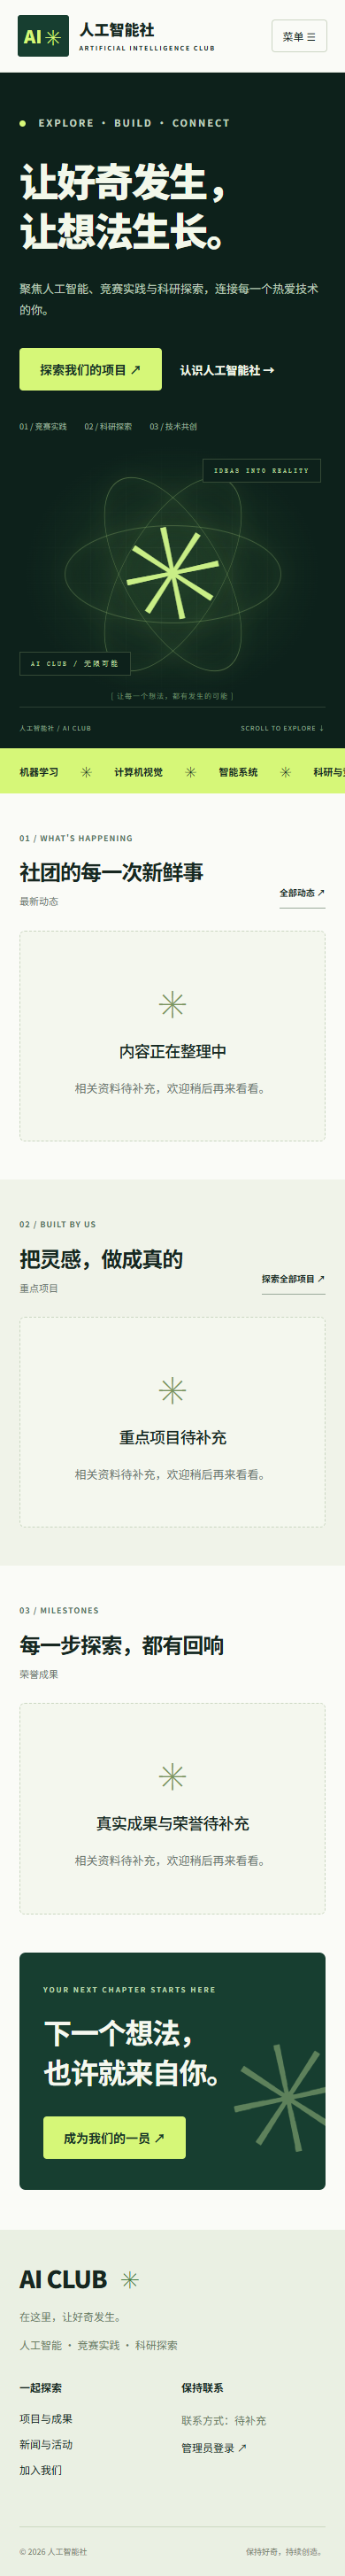 AI✳ 人工智能社
ARTIFICIAL INTELLIGENCE CLUB
菜单 ☰
EXPLORE • BUILD • CONNECT
让好奇发生，
让想法生长。
聚焦人工智能、竞赛实践与科研探索，连接每一个热爱技术
的你。
探索我们的项目 ↗
认识人工智能社 →
01 / 竞赛实践
02 / 科研探索
03 / 技术共创
IDEAS INTO REALITY
AI CLUB / 无限可能
[ 让每一个想法，都有发生的可能 ]
人工智能社 / AI CLUB
SCROLL TO EXPLORE ↓
机器学习 ✳ 计算机视觉 ✳ 智能系统 ✳ 科研与
01 / WHAT'S HAPPENING
社团的每一次新鲜事
最新动态
全部动态 ↗
内容正在整理中
相关资料待补充，欢迎稍后再来看看。
02 / BUILT BY US
把灵感，做成真的
重点项目
探索全部项目 ↗
重点项目待补充
相关资料待补充，欢迎稍后再来看看。
03 / MILESTONES
每一步探索，都有回响
荣誉成果
真实成果与荣誉待补充
相关资料待补充，欢迎稍后再来看看。
YOUR NEXT CHAPTER STARTS HERE
下一个想法，
也许就来自你。
成为我们的一员 ↗
AI CLUB ✳
在这里，让好奇发生。
人工智能 · 竞赛实践 · 科研探索
一起探索
项目与成果
新闻与活动
加入我们
保持联系
联系方式：待补充
管理员登录 ↗
© 2026 人工智能社
保持好奇，持续创造。